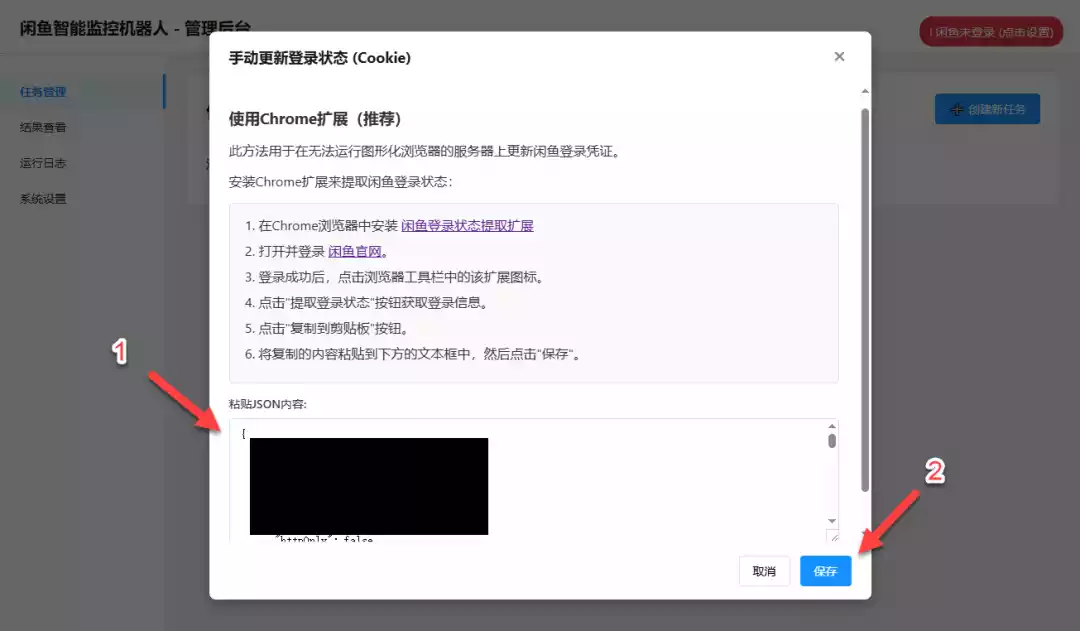 闲鱼智能监控机器人 - 管理后台
! 闲鱼未登录 (点击设置)
任务管理
结果查看
运行日志
系统设置
创建新任务
手动更新登录状态 (Cookie)
使用Chrome扩展（推荐）
此方法用于在无法运行图形化浏览器的服务器上更新闲鱼登录凭证。
安装Chrome扩展来提取闲鱼登录状态：
1. 在Chrome浏览器中安装 闲鱼登录状态提取扩展
2. 打开并登录 闲鱼官网。
3. 登录成功后，点击浏览器工具栏中的该扩展图标。
4. 点击"提取登录状态"按钮获取登录信息。
5. 点击"复制到剪贴板"按钮。
6. 将复制的内容粘贴到下方的文本框中，然后点击"保存"。
1
粘贴JSON内容:
{
"httpOnly": false,
2
取消
保存